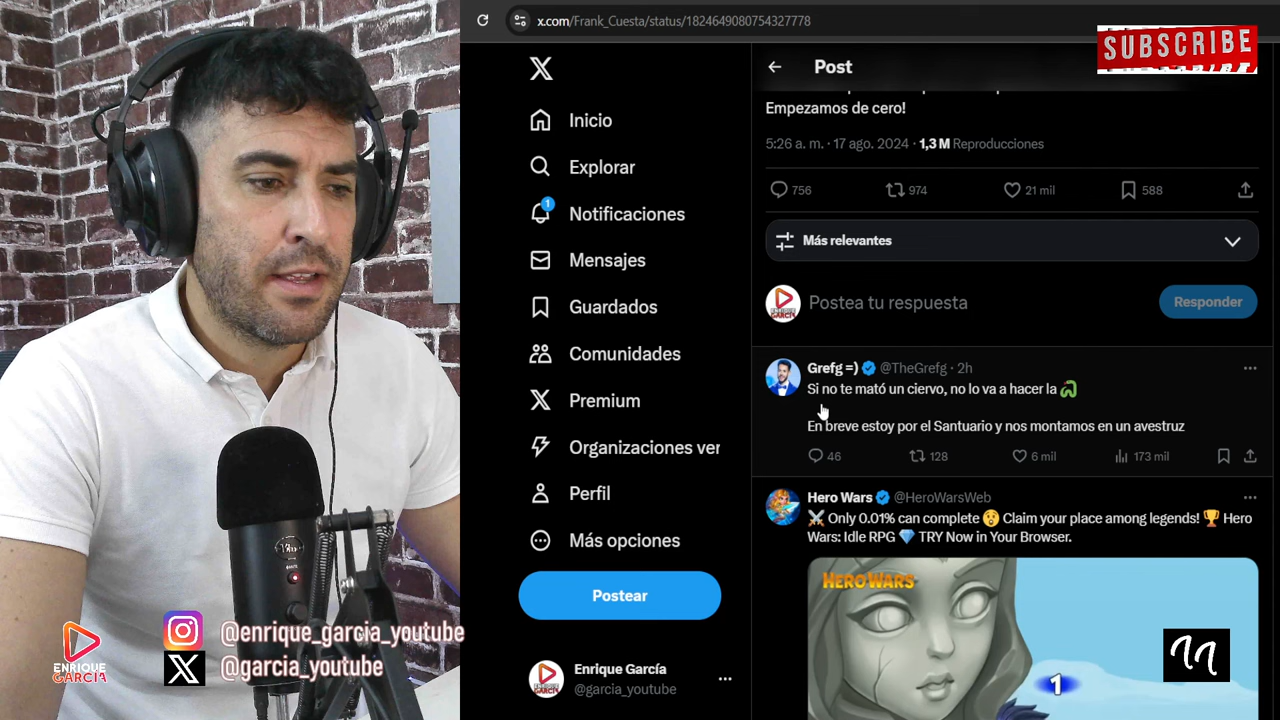 x.com/Frank_Cuesta/status/1824649080754327778
SUBSCRIBE
Post
Inicio
Explorar
Notificaciones
1
Mensajes
Guardados
Comunidades
Premium
Organizaciones ver
Perfil
Más opciones
Postear
Enrique García
@garcia_youtube
Empezamos de cero!
5:26 a. m. · 17 ago. 2024 · 1,3 M Reproducciones
756 974 21 mil 588
Más relevantes
Postea tu respuesta
Responder
Grefg =) @TheGrefg · 2h
Si no te mató un ciervo, no lo va a hacer la 🐍
En breve estoy por el Santuario y nos montamos en un avestruz
46 128 6 mil 173 mil
Hero Wars @HeroWarsWeb
⚔️ Only 0.01% can complete 😲 Claim your place among legends! 🏆 Hero
Wars: Idle RPG 💎 TRY Now in Your Browser.
HERO WARS
1
ENRIQUE
GARCÍA
@enrique_garcia_youtube
@garcia_youtube